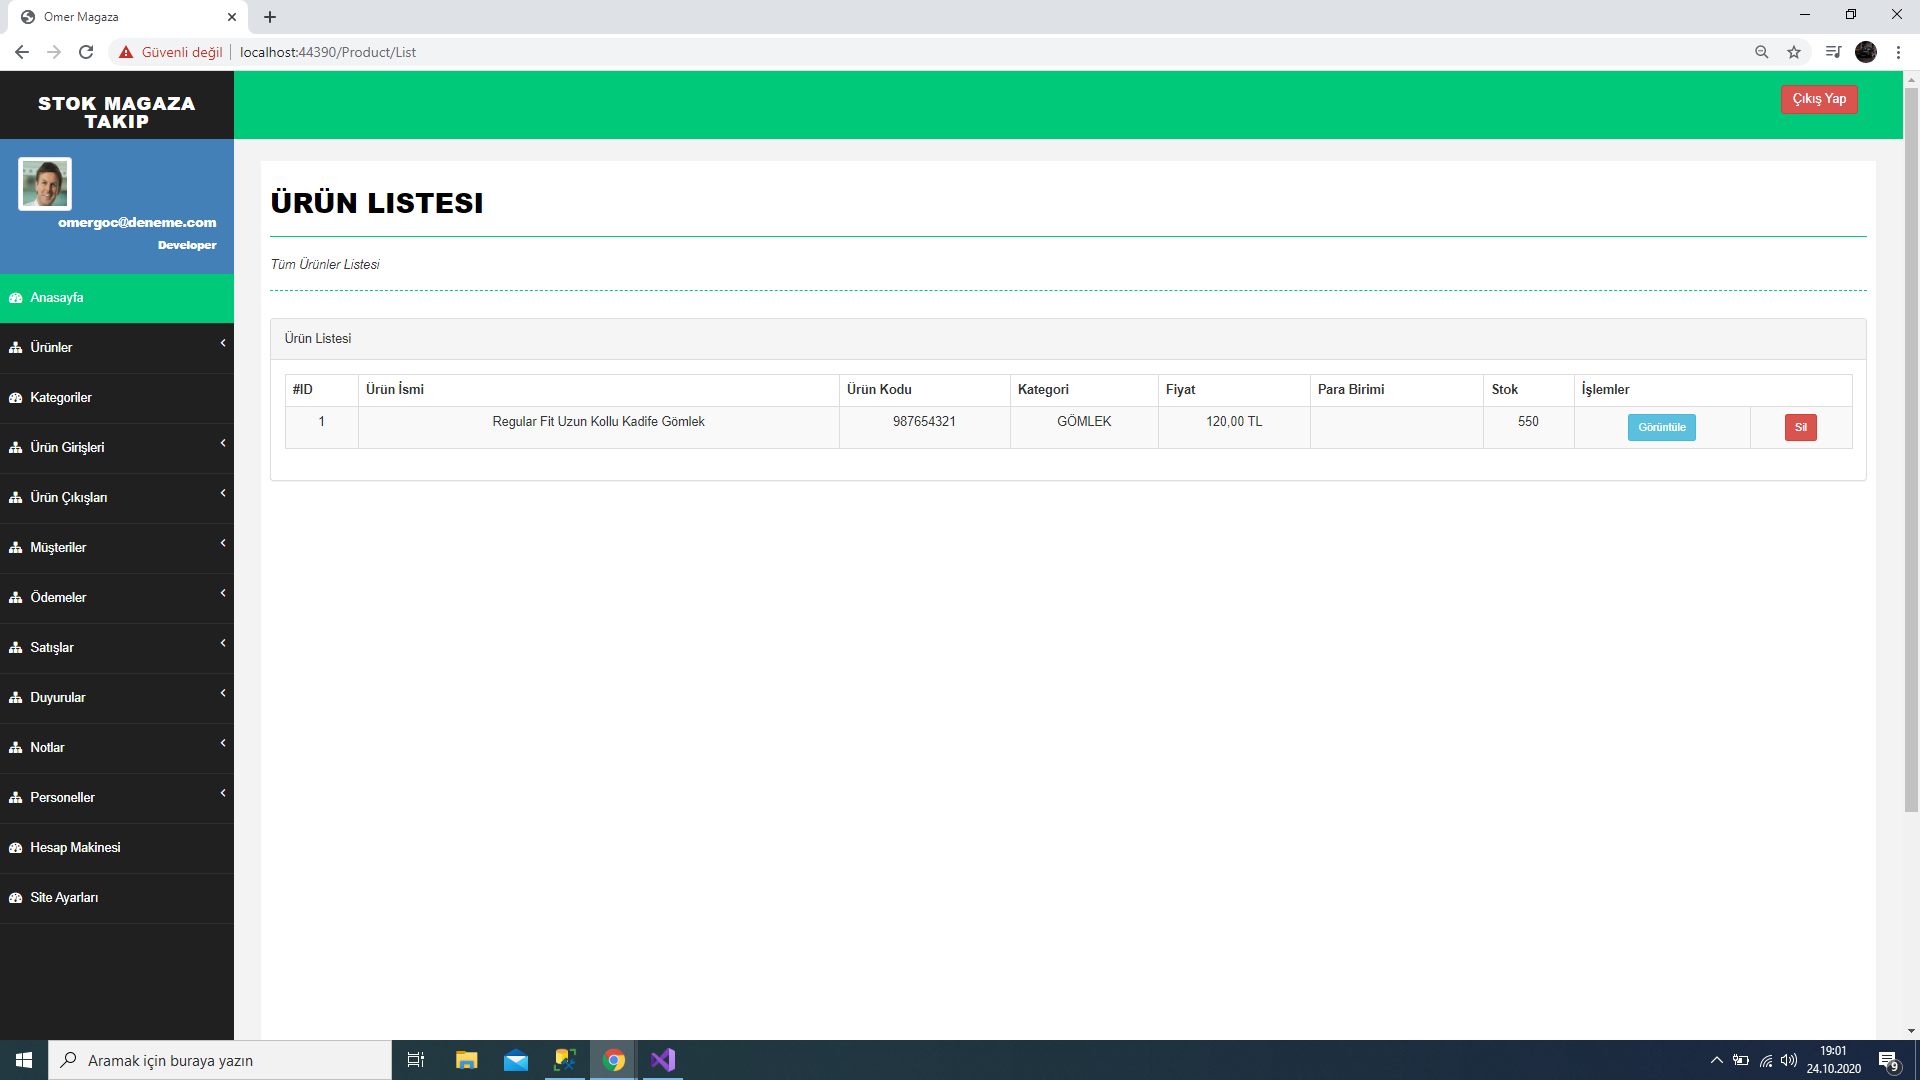 Omer Magaza
Güvenli değil
localhost:44390/Product/List
STOK MAGAZA
TAKIP
Çıkış Yap
omergoc@deneme.com
Developer
Anasayfa
Ürünler
Kategoriler
Ürün Girişleri
Ürün Çıkışları
Müşteriler
Ödemeler
Satışlar
Duyurular
Notlar
Personeller
Hesap Makinesi
Site Ayarları
ÜRÜN LISTESI
Tüm Ürünler Listesi
Ürün Listesi
#ID Ürün İsmi Ürün Kodu Kategori Fiyat Para Birimi Stok İşlemler
1 Regular Fit Uzun Kollu Kadife Gömlek 987654321 GÖMLEK 120,00 TL 550 Görüntüle Sil
Aramak için buraya yazın
19:01
24.10.2020
9